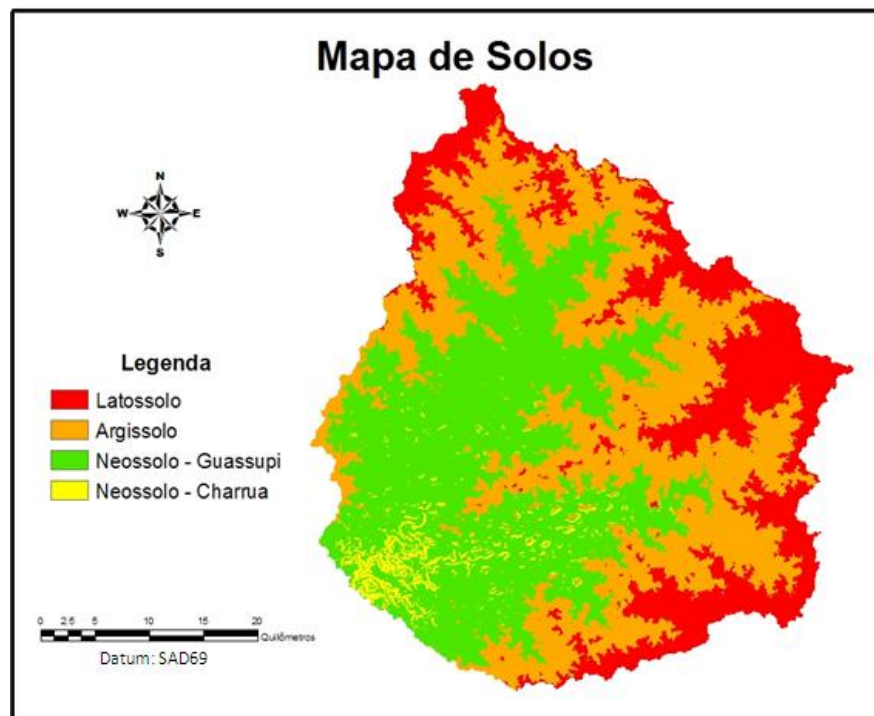 Mapa de Solos
N
W E
S
Legenda
Latossolo
Argissolo
Neossolo - Guassupi
Neossolo - Charrua
0 2.5 5 10 15 20
Quilômetros
Datum: SAD69